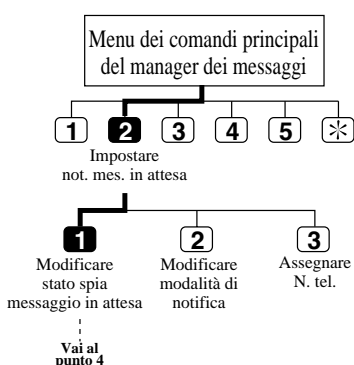 Menu dei comandi principali
del manager dei messaggi
1 2 3 4 5 ✻
Impostare
not. mes. in attesa
1 2 3
Modificare
stato spia
messaggio in attesa
Modificare
modalità di
notifica
Assegnare
N. tel.
Vai al
punto 4